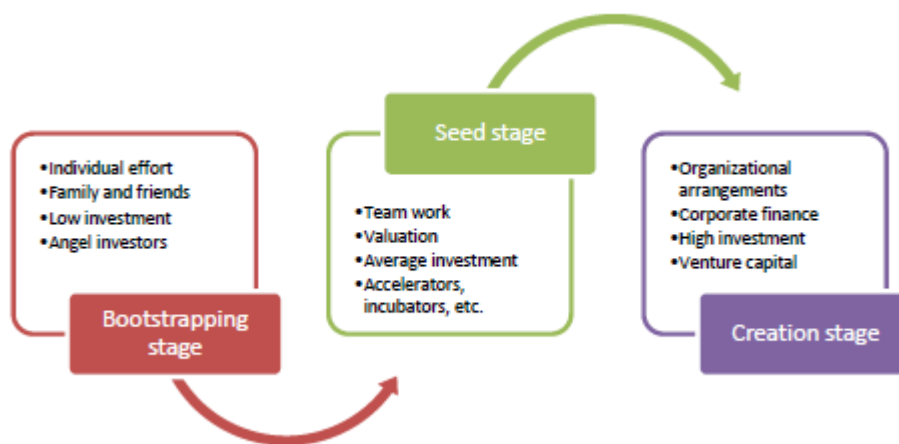 •Individual effort
•Family and friends
•Low investment
•Angel investors
Bootstrapping
stage
Seed stage
•Team work
•Valuation
•Average investment
•Accelerators,
incubators, etc.
•Organizational
arrangements
•Corporate finance
•High investment
•Venture capital
Creation stage